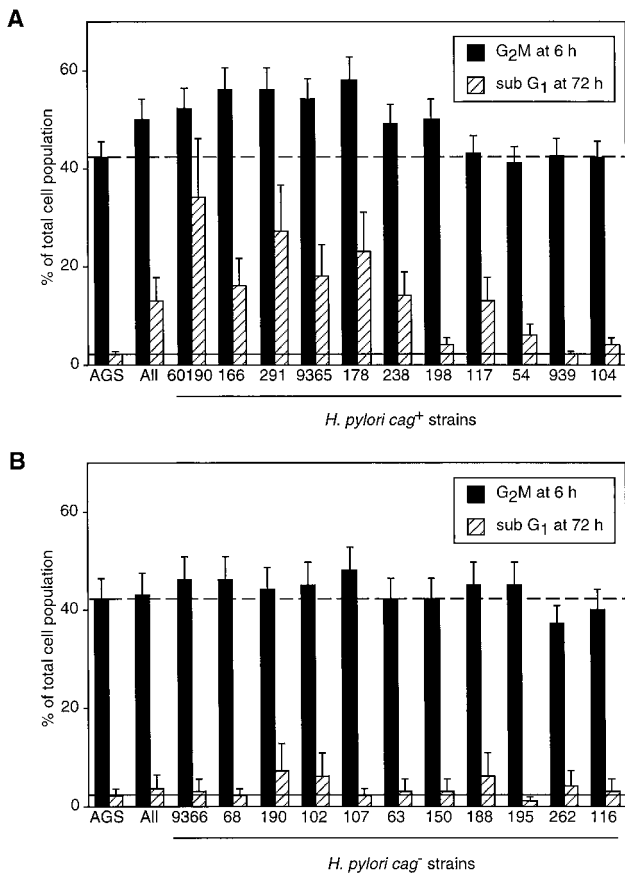 A
% of total cell population
60
40
20
0
G2M at 6 h
sub G1 at 72 h
AGS All 60190 166 291 9365 178 238 198 117 54 939 104
H. pylori cag+ strains
B
% of total cell population
60
40
20
0
G2M at 6 h
sub G1 at 72 h
AGS All 9366 68 190 102 107 63 150 188 195 262 116
H. pylori cag- strains